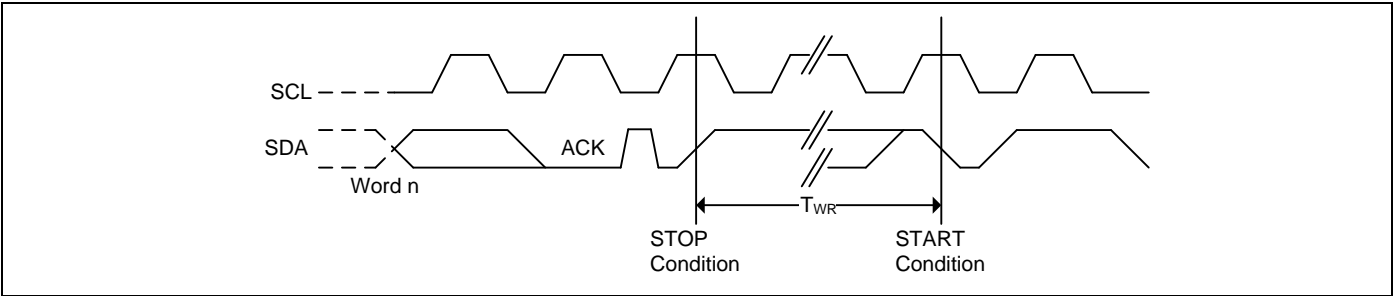 SCL
SDA
ACK
Word n
TWR
STOP
Condition
START
Condition